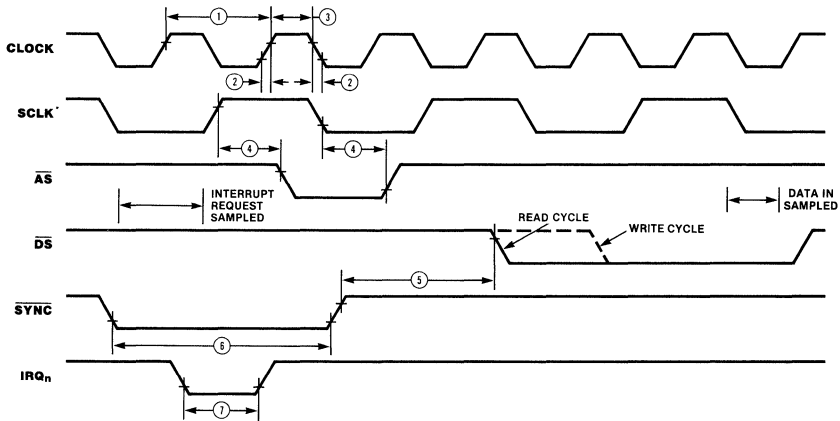 1
3
CLOCK
2
2
SCLK
4
4
AS
INTERRUPT
REQUEST
SAMPLED
DATA IN
SAMPLED
READ CYCLE
WRITE CYCLE
DS
5
SYNC
6
IRQn
7